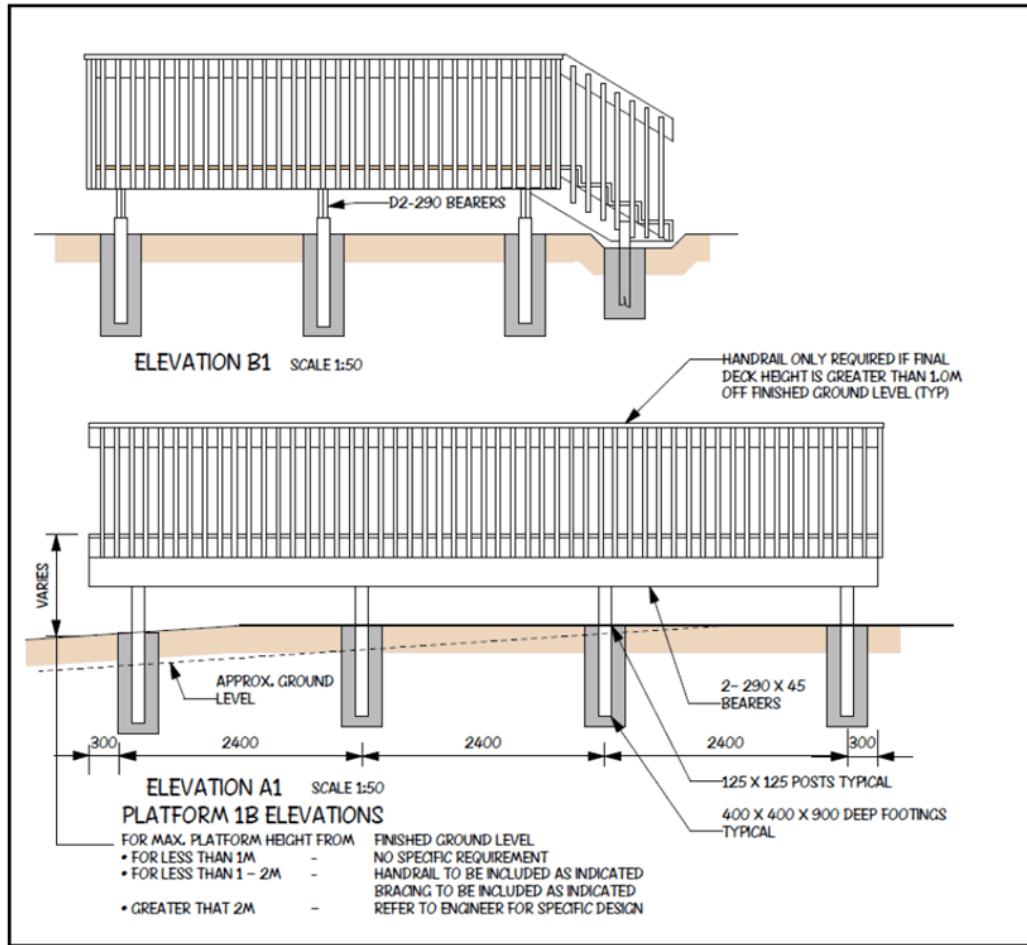 D2-290 BEARERS
ELEVATION B1 SCALE 1:50
HANDRAIL ONLY REQUIRED IF FINAL
DECK HEIGHT IS GREATER THAN 1.0M
OFF FINISHED GROUND LEVEL (TYP)
VARIES
APPROX. GROUND
LEVEL
2- 290 X 45
BEARERS
300 2400 2400 2400 300
125 X 125 POSTS TYPICAL
400 X 400 X 900 DEEP FOOTINGS
TYPICAL
ELEVATION A1 SCALE 1:50
PLATFORM 1B ELEVATIONS
FOR MAX. PLATFORM HEIGHT FROM FINISHED GROUND LEVEL
• FOR LESS THAN 1M - NO SPECIFIC REQUIREMENT
• FOR LESS THAN 1 - 2M - HANDRAIL TO BE INCLUDED AS INDICATED
BRACING TO BE INCLUDED AS INDICATED
• GREATER THAT 2M - REFER TO ENGINEER FOR SPECIFIC DESIGN